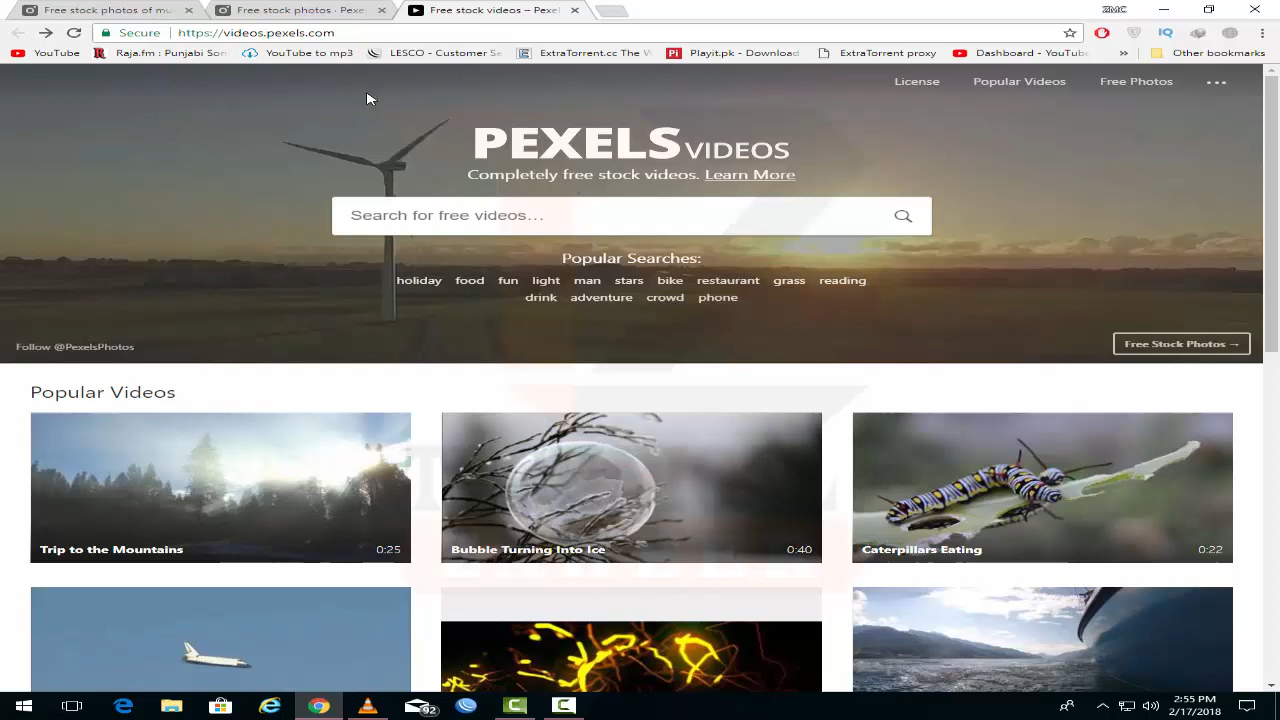 Free stock photos of mu
Free stock photos · Pexe
Free stock videos – Pexel
ZMC
Secure
https://videos.pexels.com
YouTube
Raja.fm : Punjabi Son
YouTube to mp3
LESCO - Customer Se
ExtraTorrent.cc The W
Playit.pk - Download
ExtraTorrent proxy
Dashboard - YouTube
»
Other bookmarks
License
Popular Videos
Free Photos
PEXELS VIDEOS
Completely free stock videos. Learn More
Search for free videos...
Popular Searches:
holiday food fun light man stars bike restaurant grass reading
drink adventure crowd phone
Follow @PexelsPhotos
Free Stock Photos →
Popular Videos
Trip to the Mountains
0:25
Bubble Turning Into Ice
0:40
Caterpillars Eating
0:22
92
2:55 PM
2/17/2018